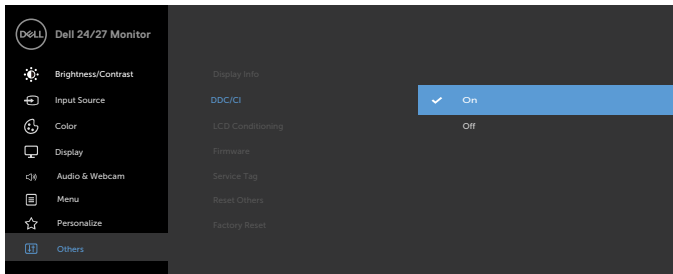 DELL Dell 24/27 Monitor
Brightness/Contrast
Input Source
Color
Display
Audio & Webcam
Menu
Personalize
Others
Display Info
DDC/CI
LCD Conditioning
Firmware
Service Tag
Reset Others
Factory Reset
On
Off